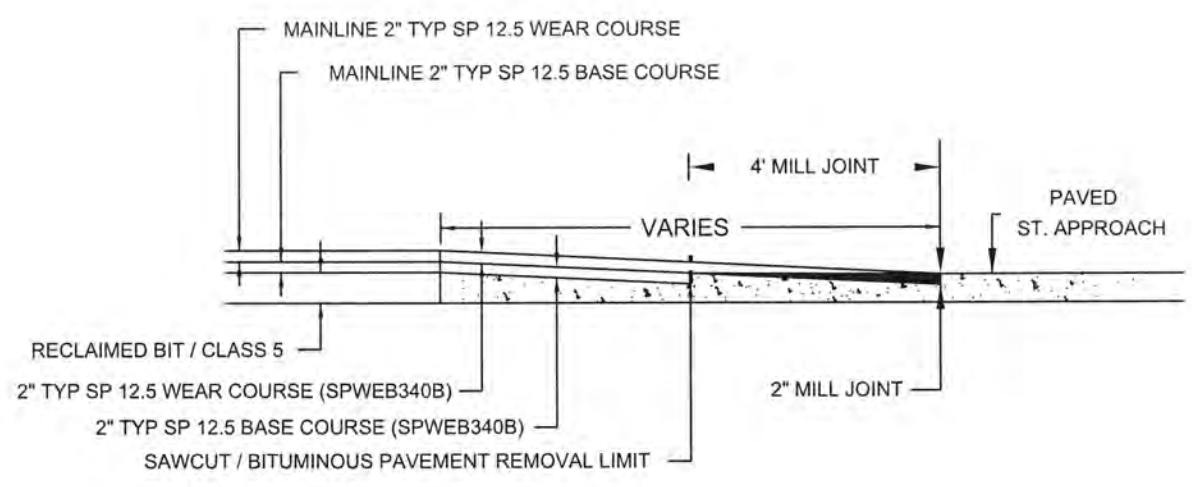 MAINLINE 2" TYP SP 12.5 WEAR COURSE
MAINLINE 2" TYP SP 12.5 BASE COURSE
4' MILL JOINT
VARIES
PAVED
ST. APPROACH
RECLAIMED BIT / CLASS 5
2" TYP SP 12.5 WEAR COURSE (SPWEB340B)
2" MILL JOINT
2" TYP SP 12.5 BASE COURSE (SPWEB340B)
SAWCUT / BITUMINOUS PAVEMENT REMOVAL LIMIT